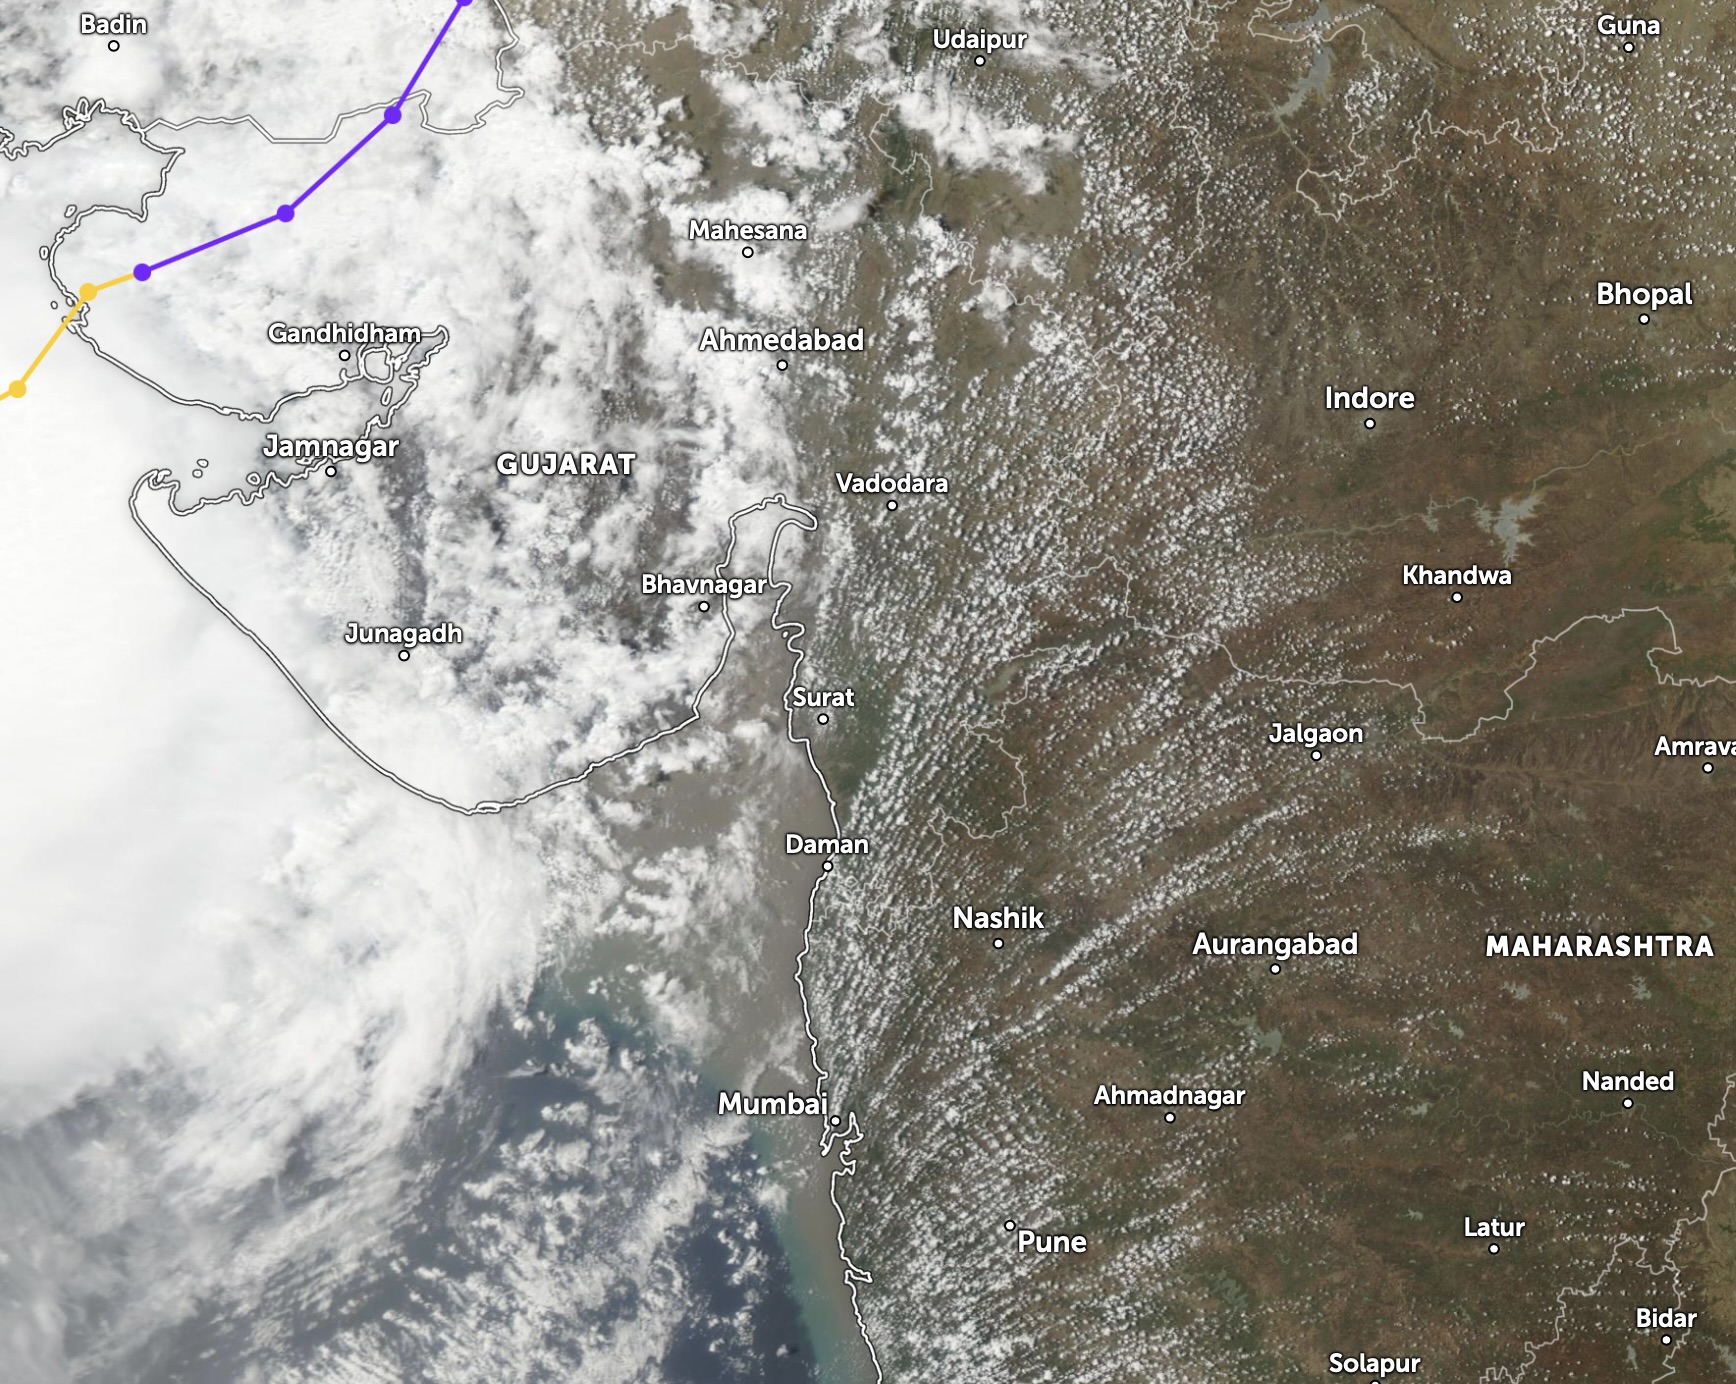 Badin
Udaipur
Guna
Mahesana
Bhopal
Gandhidham
Ahmedabad
Indore
Jamnagar
GUJARAT
Vadodara
Khandwa
Bhavnagar
Junagadh
Surat
Jalgaon
Amrava
Daman
Nashik
Aurangabad
MAHARASHTRA
Nanded
Mumbai
Ahmadnagar
Latur
Pune
Bidar
Solapur